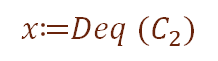 x:=Deq (C₂)